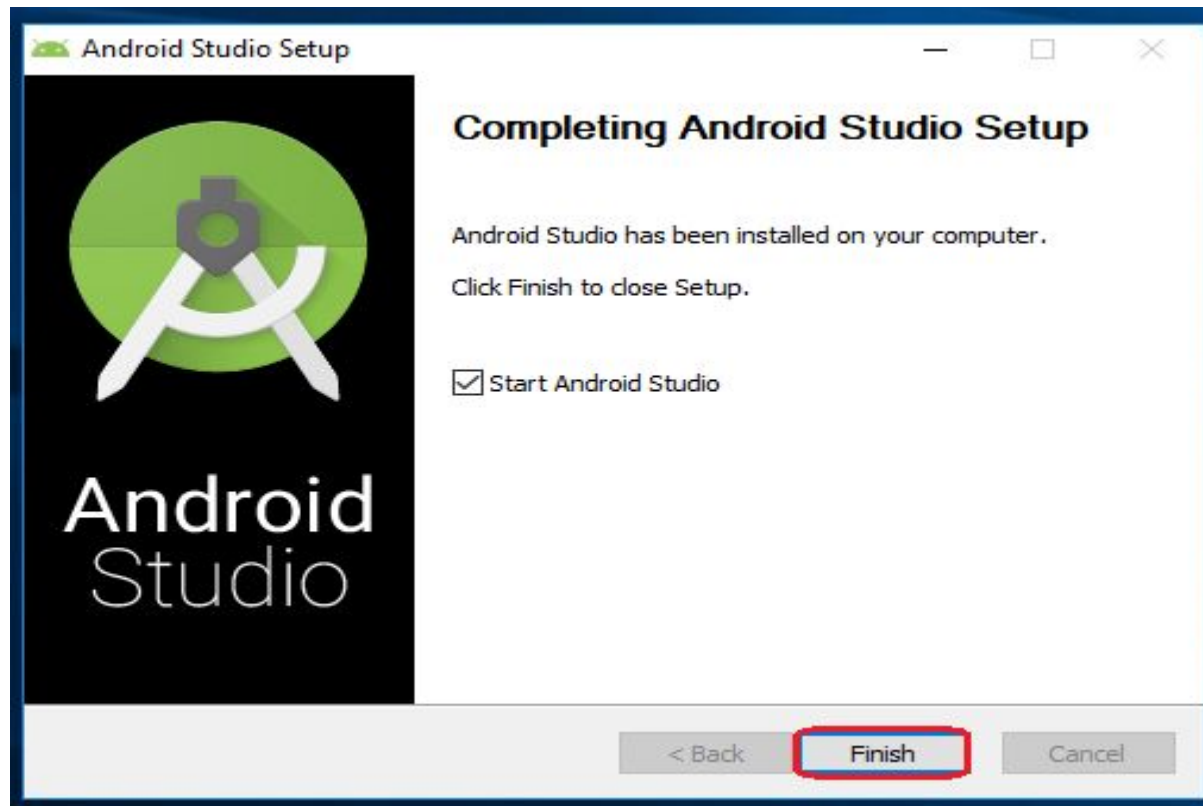 Android Studio Setup
Completing Android Studio Setup
Android Studio has been installed on your computer.
Click Finish to close Setup.
Start Android Studio
Android
Studio
< Back
Finish
Cancel